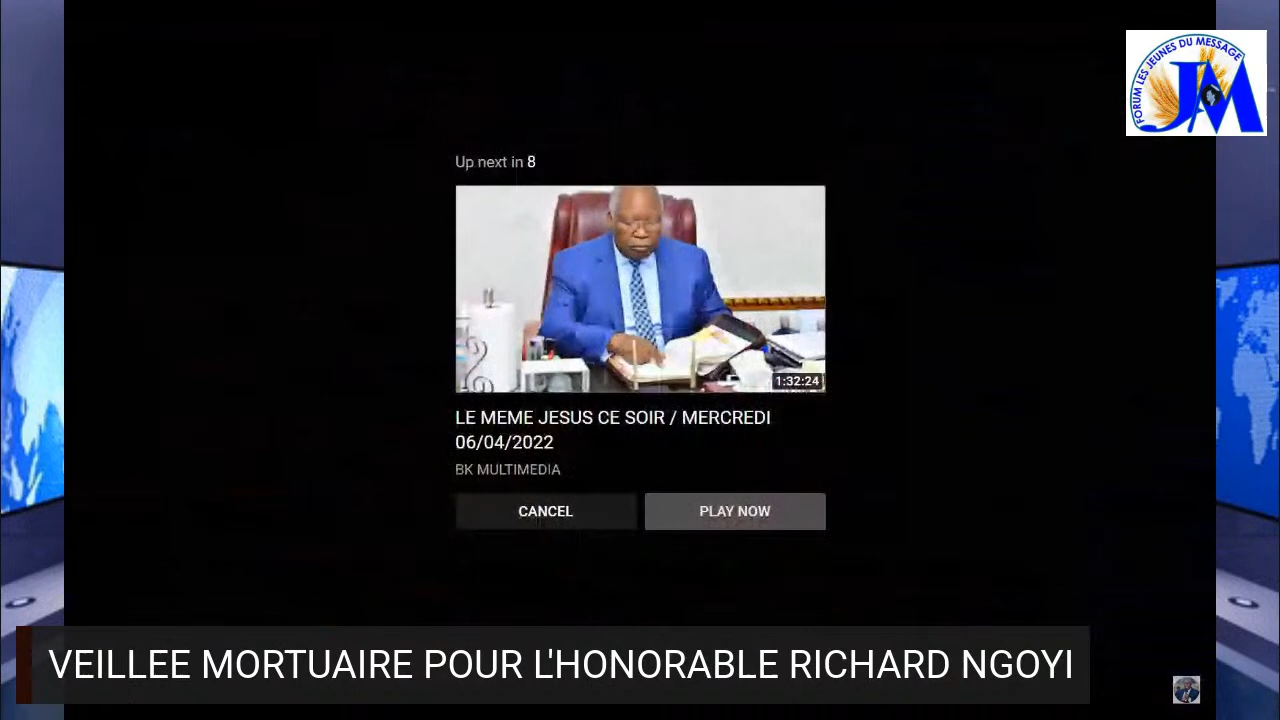 FORUM LES JEUNES DU MESSAGE
JM
Up next in 8
1:32:24
LE MEME JESUS CE SOIR / MERCREDI
06/04/2022
BK MULTIMEDIA
CANCEL
PLAY NOW
VEILLEE MORTUAIRE POUR L'HONORABLE RICHARD NGOYI